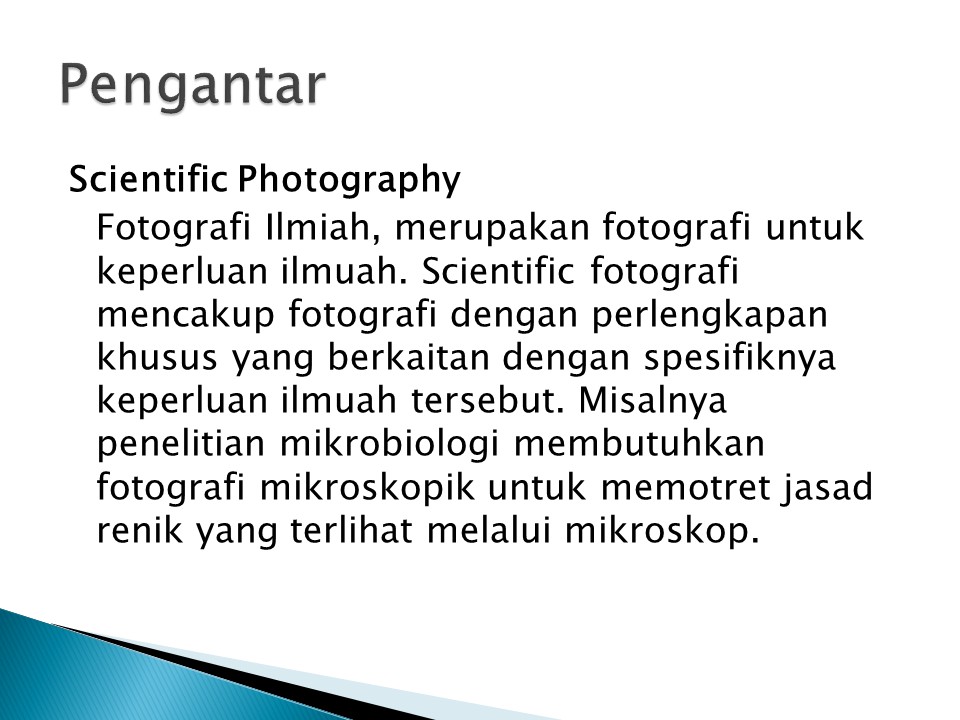 Pengantar
Scientific Photography
Fotografi Ilmiah, merupakan fotografi untuk
keperluan ilmuah. Scientific fotografi
mencakup fotografi dengan perlengkapan
khusus yang berkaitan dengan spesifiknya
keperluan ilmuah tersebut. Misalnya
penelitian mikrobiologi membutuhkan
fotografi mikroskopik untuk memotret jasad
renik yang terlihat melalui mikroskop.